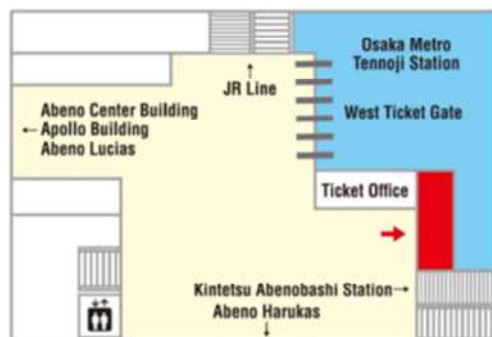 Osaka Metro
Tennoji Station
JR Line
Abeno Center Building
Apollo Building
Abeno Lucias
West Ticket Gate
Ticket Office
Kintetsu Abenobashi Station
Abeno Harukas